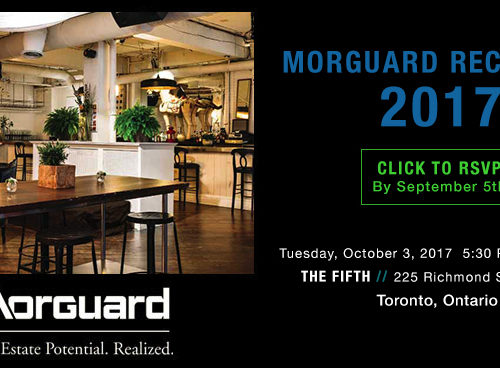 MORGUARD REC
2017
CLICK TO RSVP
By September 5th
Tuesday, October 3, 2017 5:30 P
THE FIFTH // 225 Richmond S
Toronto, Ontario
Morguard
Estate Potential. Realized.